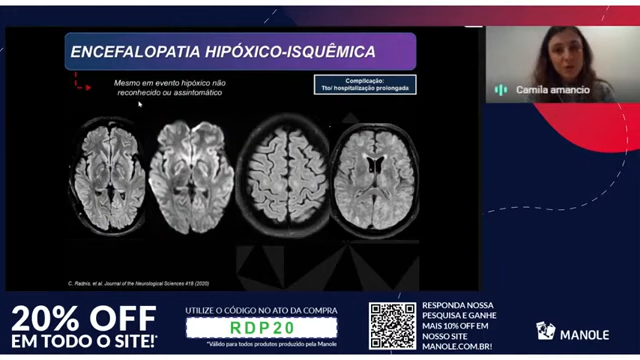 ENCEFALOPATIA HIPÓXICO-ISQUÊMICA
Mesmo em evento hipóxico não
reconhecido ou assintomático
Complicação:
Tto/ hospitalização prolongada
Camila amancio
C. Radnis, et al. Journal of the Neurological Sciences 418 (2020)
20% OFF
EM TODO O SITE!*
UTILIZE O CÓDIGO NO ATO DA COMPRA
RDP20
*Válido para todos produtos produzido pela Manole
RESPONDA NOSSA
PESQUISA E GANHE
MAIS 10% OFF EM
NOSSO SITE
MANOLE.COM.BR!
MANOLE